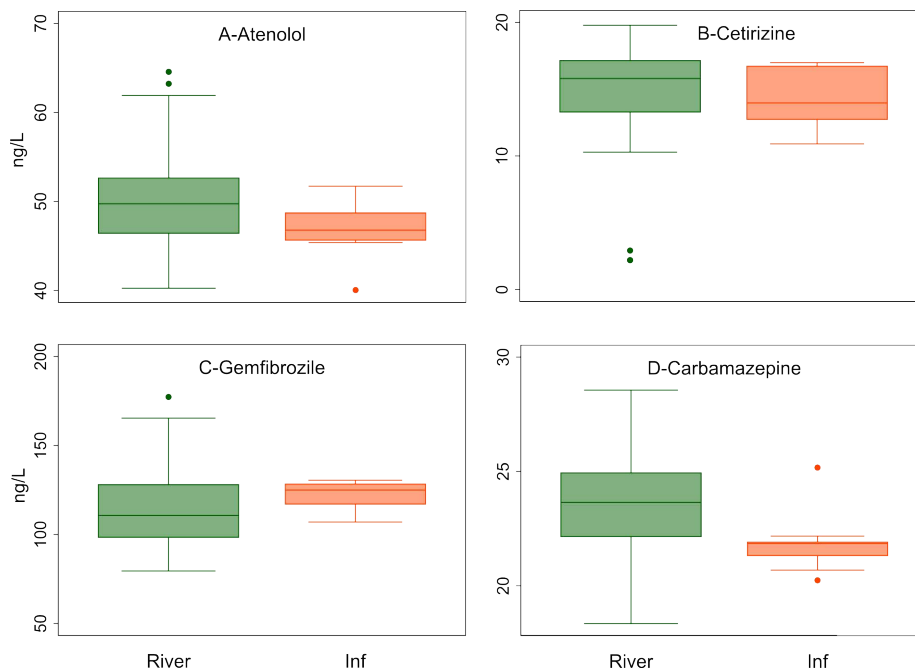 A-Atenolol
70
60
50
40
ng/L
B-Cetirizine
20
10
0
C-Gemfibrozile
200
150
100
50
ng/L
River Inf
D-Carbamazepine
30
25
20
River Inf